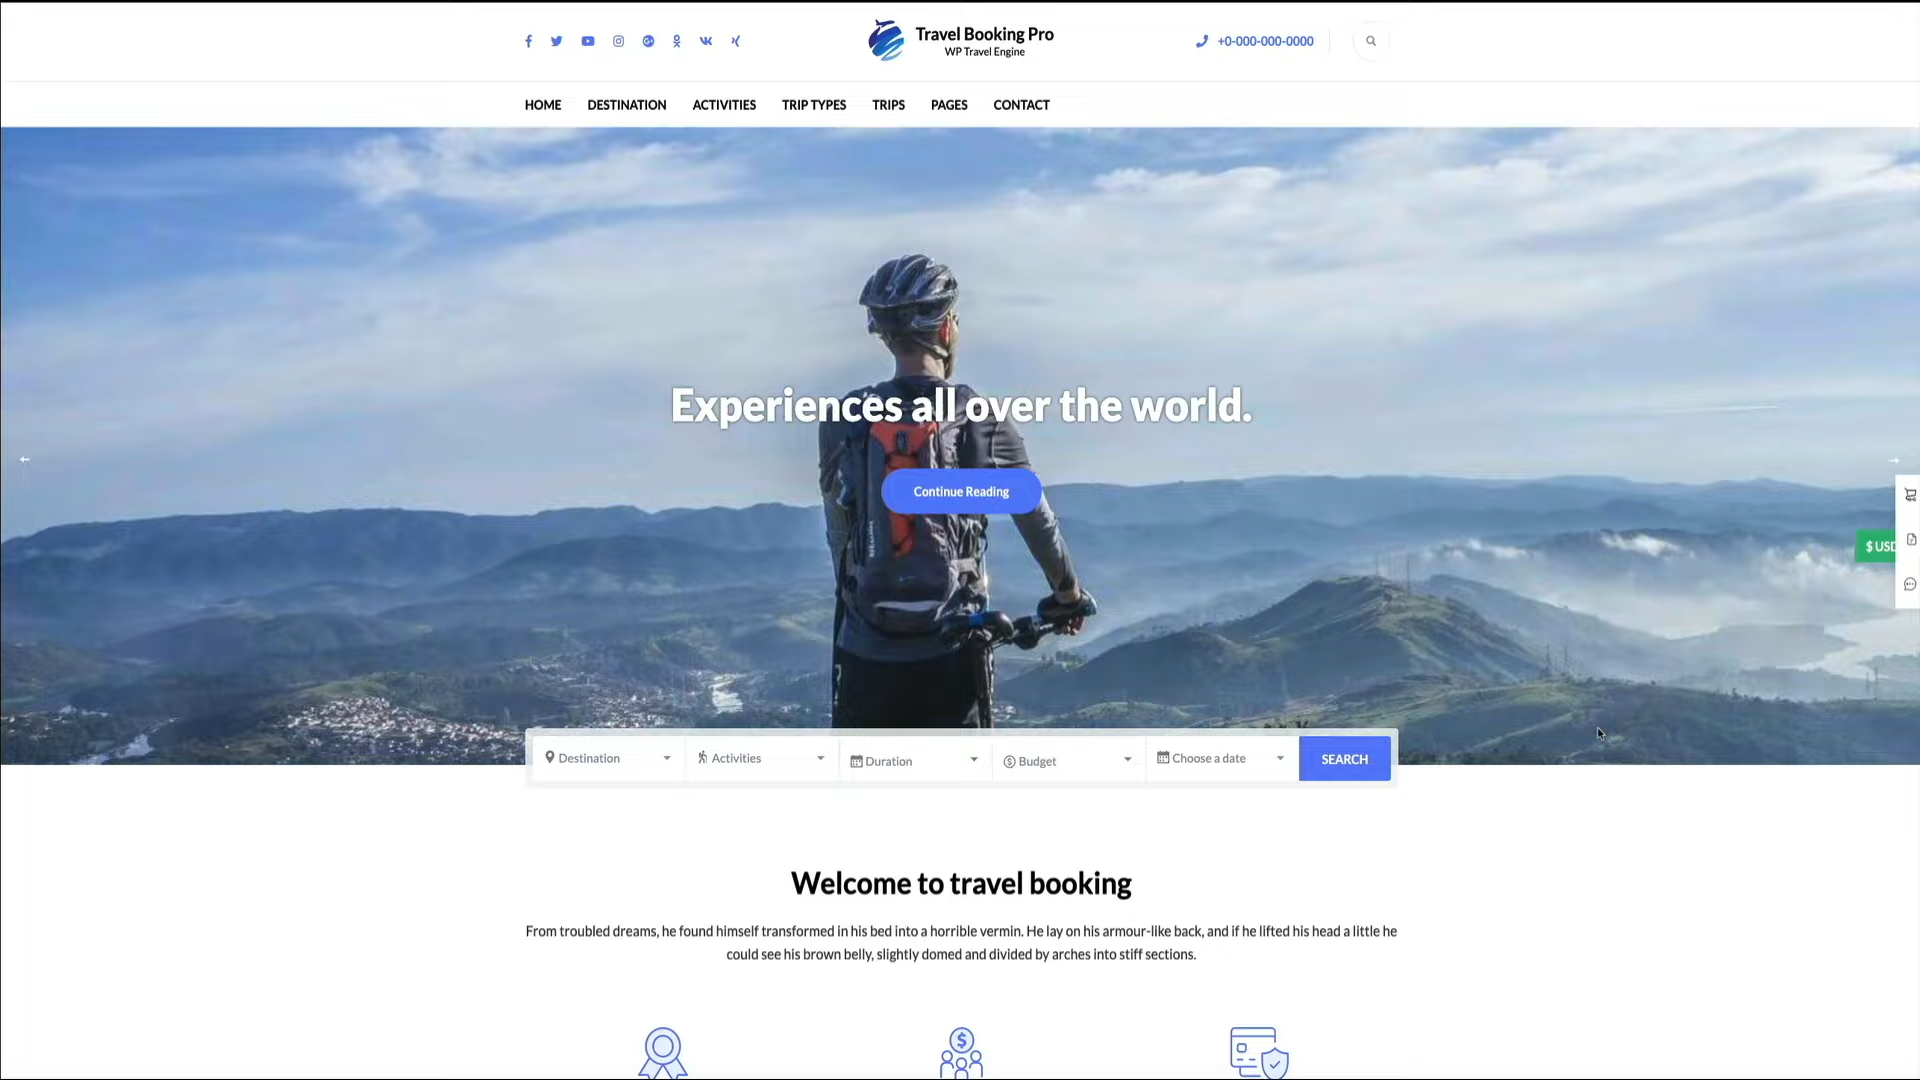 Travel Booking Pro
WP Travel Engine
+0-000-000-0000
HOME DESTINATION ACTIVITIES TRIP TYPES TRIPS PAGES CONTACT
Experiences all over the world.
Continue Reading
$ USD
Destination Activities Duration Budget Choose a date SEARCH
Welcome to travel booking
From troubled dreams, he found himself transformed in his bed into a horrible vermin. He lay on his armour-like back, and if he lifted his head a little he
could see his brown belly, slightly domed and divided by arches into stiff sections.